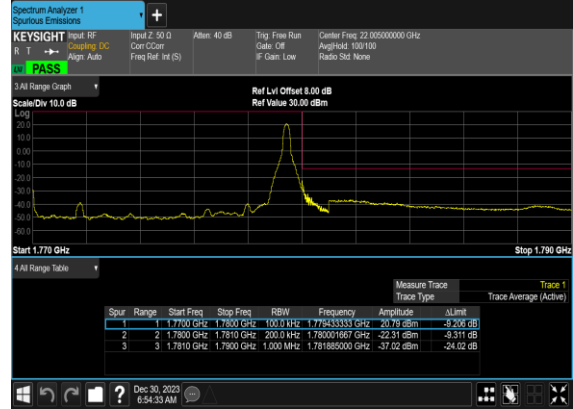 Spectrum Analyzer 1
Spurious Emissions
+
KEYSIGHT Input: RF Input Z: 50 Ω Atten: 40 dB Trig: Free Run Center Freq: 22.005000000 GHz
R T Coupling: DC Corr CCorr Gate: Off Avg|Hold: 100/100
Align: Auto Freq Ref: Int (S) IF Gain: Low Radio Std: None
PASS
3.All Range Graph
Ref Lvl Offset 8.00 dB
Scale/Div 10.0 dB Ref Value 30.00 dBm
Log
20.0
10.0
0.00
-10.0
-20.0
-30.0
-40.0
-50.0
-60.0
Start 1.770 GHz Stop 1.790 GHz
4.All Range Table
Measure Trace Trace 1
Trace Type Trace Average (Active)
Spur Range Start Freq Stop Freq RBW Frequency Amplitude ΔLimit
1 1 1.7700 GHz 1.7800 GHz 100.0 kHz 1.779433333 GHz 20.79 dBm -9.206 dB
2 2 1.7800 GHz 1.7810 GHz 200.0 kHz 1.780001667 GHz -22.31 dBm -9.311 dB
3 3 1.7810 GHz 1.7900 GHz 1.000 MHz 1.781885000 GHz -37.02 dBm -24.02 dB
? Dec 30, 2023
6:54:33 AM